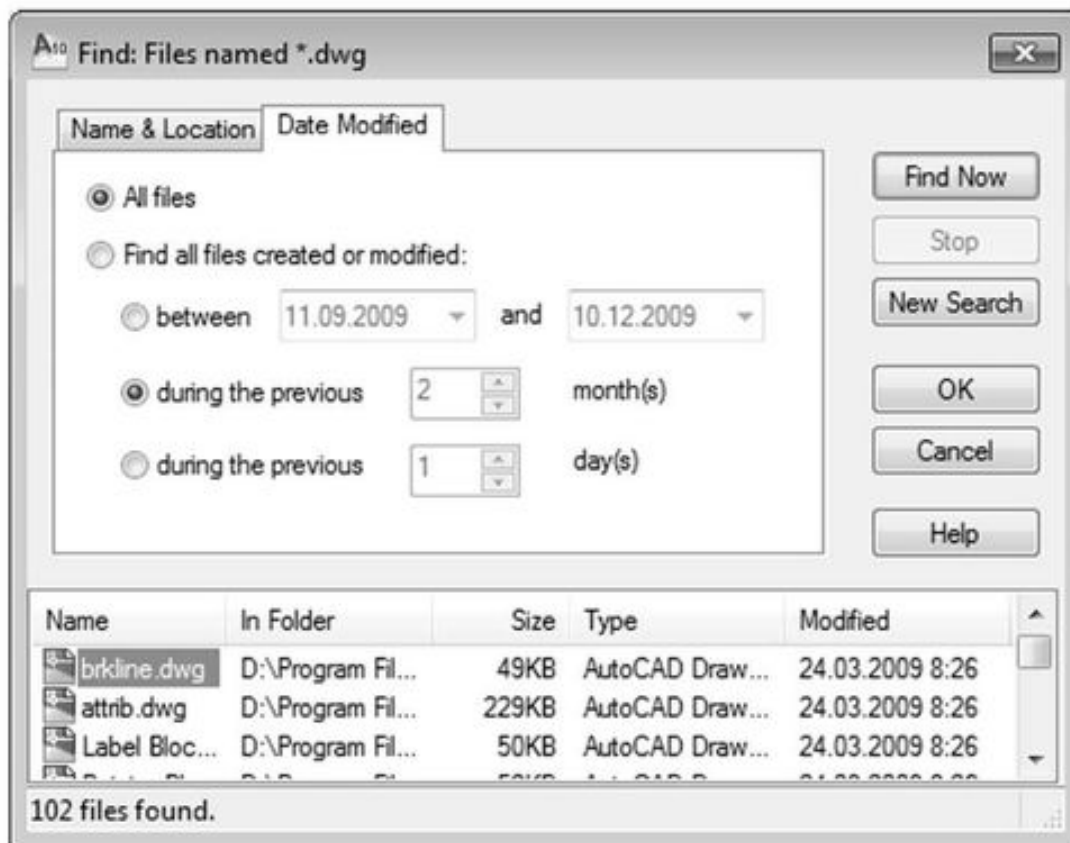 Find: Files named *.dwg
Name & Location Date Modified
All files
Find all files created or modified:
between 11.09.2009 and 10.12.2009
during the previous 2 month(s)
during the previous 1 day(s)
Find Now
Stop
New Search
OK
Cancel
Help
Name In Folder Size Type Modified
brkline.dwg D:\Program Fil... 49KB AutoCAD Draw... 24.03.2009 8:26
attrib.dwg D:\Program Fil... 229KB AutoCAD Draw... 24.03.2009 8:26
Label Bloc... D:\Program Fil... 50KB AutoCAD Draw... 24.03.2009 8:26
102 files found.